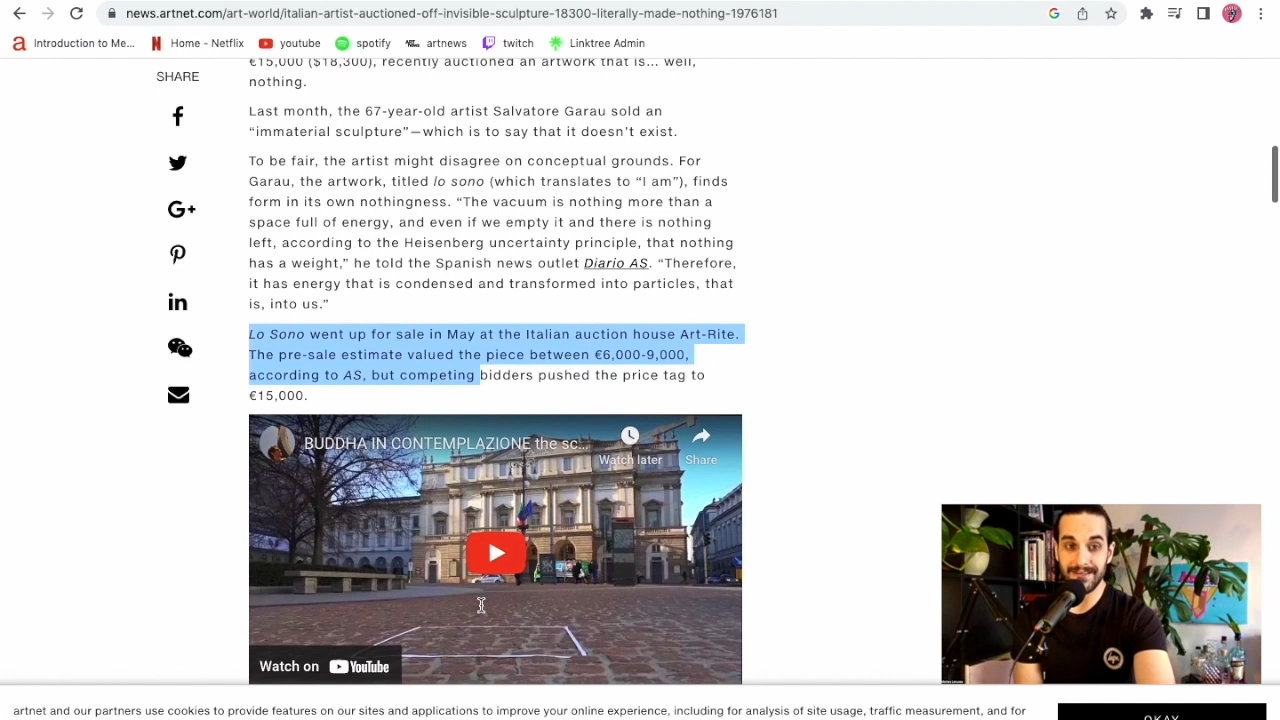 news.artnet.com/art-world/italian-artist-auctioned-off-invisible-sculpture-18300-literally-made-nothing-1976181
Introduction to Me... Home - Netflix youtube spotify artnews twitch Linktree Admin
SHARE
€15,000 ($18,300), recently auctioned an artwork that is… well,
nothing.
Last month, the 67-year-old artist Salvatore Garau sold an
“immaterial sculpture”—which is to say that it doesn’t exist.
To be fair, the artist might disagree on conceptual grounds. For
Garau, the artwork, titled Io sono (which translates to “I am”), finds
form in its own nothingness. “The vacuum is nothing more than a
space full of energy, and even if we empty it and there is nothing
left, according to the Heisenberg uncertainty principle, that nothing
has a weight,” he told the Spanish news outlet Diario AS. “Therefore,
it has energy that is condensed and transformed into particles, that
is, into us.”
Lo Sono went up for sale in May at the Italian auction house Art-Rite.
The pre-sale estimate valued the piece between €6,000-9,000,
according to AS, but competing bidders pushed the price tag to
€15,000.
BUDDHA IN CONTEMPLAZIONE the sc...
Watch later Share
Watch on YouTube
artnet and our partners use cookies to provide features on our sites and applications to improve your online experience, including for analysis of site usage, traffic measurement, and for
OKAY